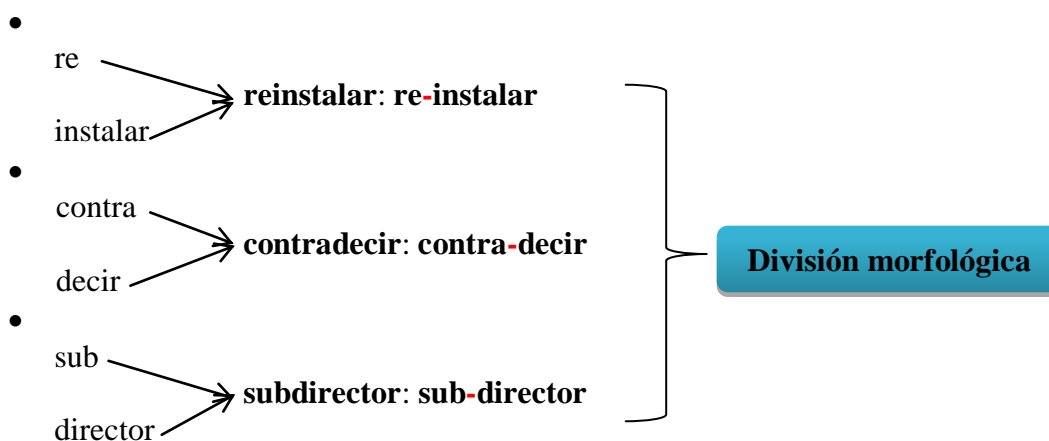 •
re
reinstalar: re-instalar
instalar
•
contra
contradecir: contra-decir
decir
•
sub
subdirector: sub-director
director
División morfológica